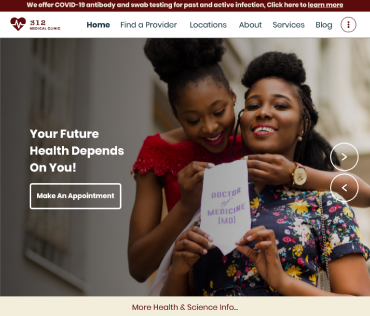 We offer COVID-19 antibody and swab testing for past and active infection, Click here to learn more
312
MEDICAL CLINIC
Home Find a Provider Locations About Services Blog
Your Future
Health Depends
On You!
Make An Appointment
DOCTOR
of
MEDICINE
(MD)
More Health & Science Info...